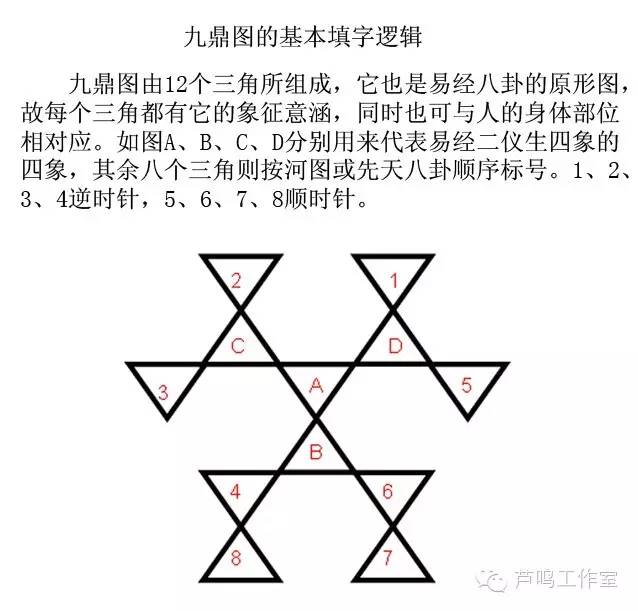 九鼎图的基本填字逻辑
九鼎图由12个三角所组成，它也是易经八卦的原形图，
故每个三角都有它的象征意涵，同时也可与人的身体部位
相对应。如图A、B、C、D分别用来代表易经二仪生四象的
四象，其余八个三角则按河图或先天八卦顺序标号。1、2、
3、4逆时针，5、6、7、8顺时针。
2 1
C D
3 A 5
B
4 6
8 7
芦鸣工作室